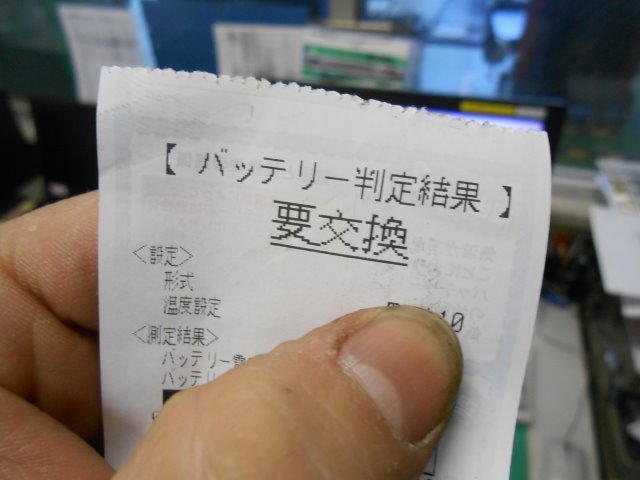 【 バッテリー判定結果 】
要交換
<設定>
形式
温度設定
<測定結果>
バッテリー
バッテリ